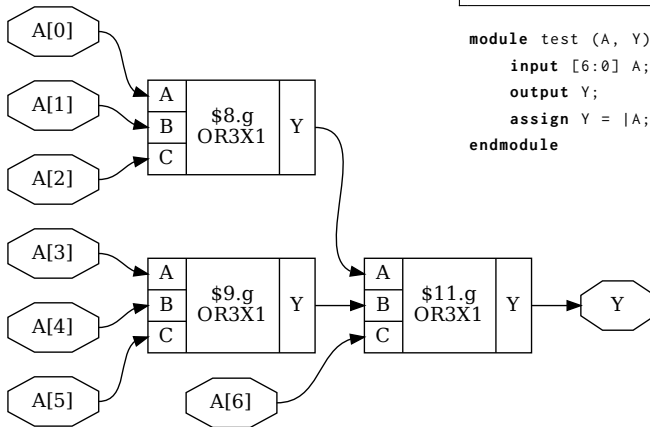 A[0]
A[1]
A[2]
A
B
C
$8.g
OR3X1
Y
A[3]
A[4]
A[5]
A
B
C
$9.g
OR3X1
Y
A[6]
A
B
C
$11.g
OR3X1
Y
Y
module test (A, Y)
input [6:0] A;
output Y;
assign Y = |A;
endmodule